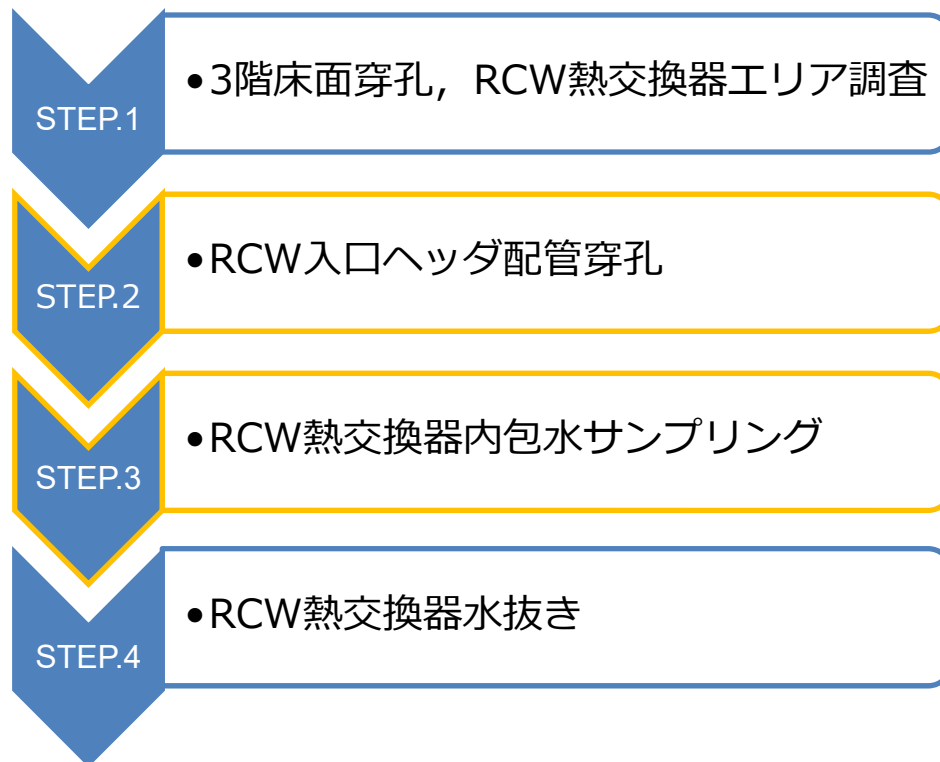 STEP.1
•3階床面穿孔，RCW熱交換器エリア調査
STEP.2
•RCW入口ヘッダ配管穿孔
STEP.3
•RCW熱交換器内包水サンプリング
STEP.4
•RCW熱交換器水抜き